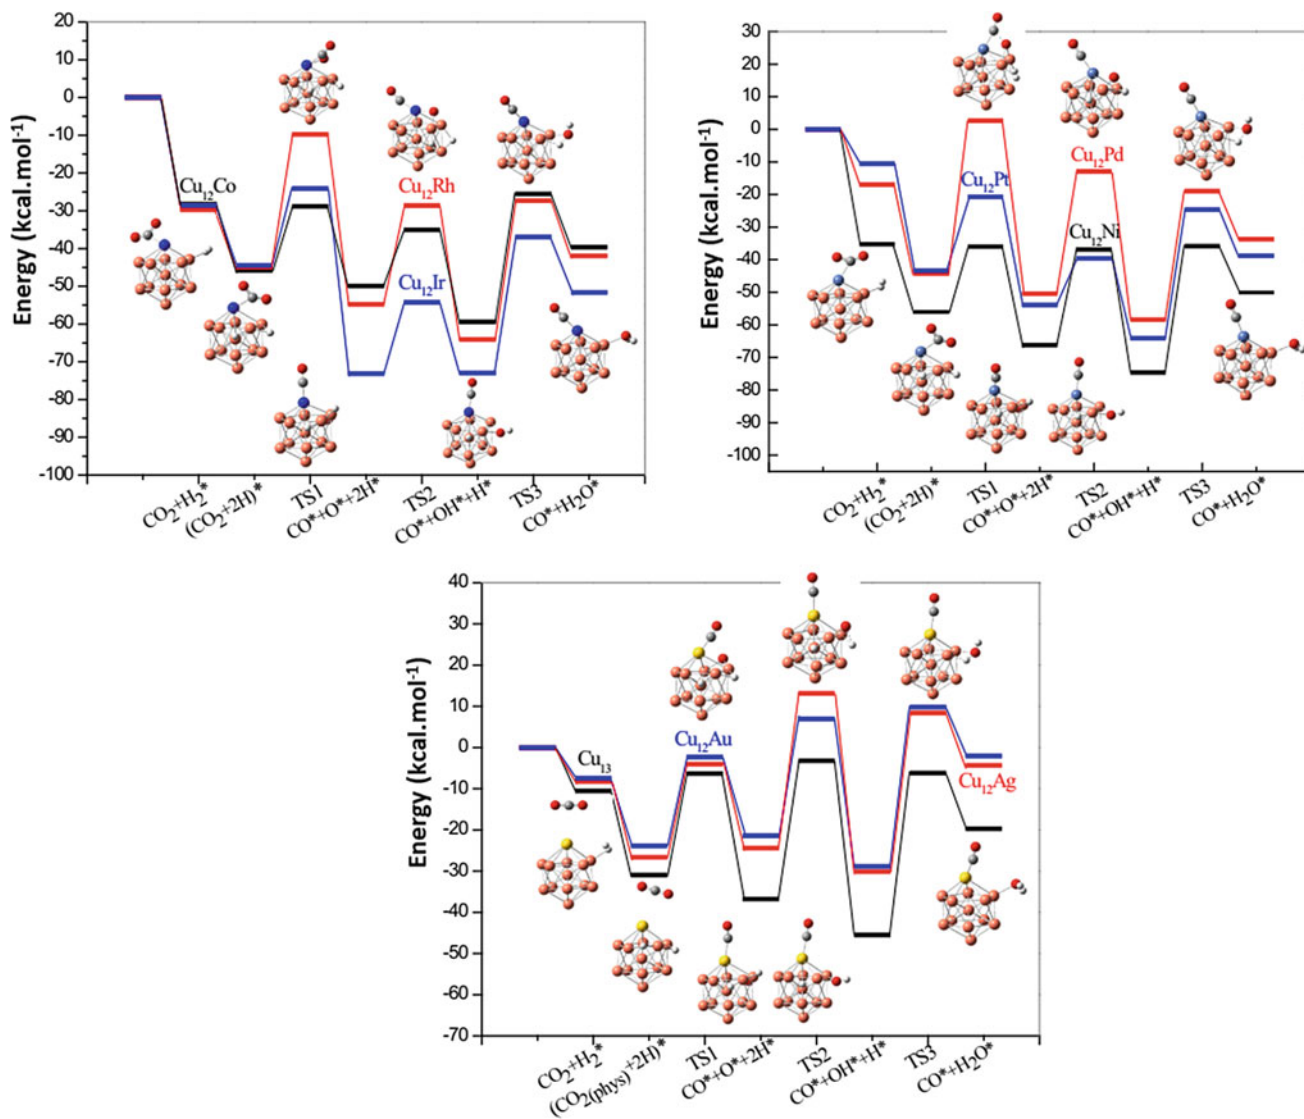 20
10
0
-10
-20
-30
-40
-50
-60
-70
-80
-90
-100
Energy (kcal.mol⁻¹)
Cu₁₂Co
Cu₁₂Rh
Cu₁₂Ir
CO₂+H₂*
(CO₂+2H)*
TS1
CO*+O*+2H*
TS2
CO*+OH*+H*
TS3
CO*+H₂O*
30
20
10
0
-10
-20
-30
-40
-50
-60
-70
-80
-90
-100
Energy (kcal.mol⁻¹)
Cu₁₂Pt
Cu₁₂Pd
Cu₁₂Ni
CO₂+H₂*
(CO₂+2H)*
TS1
CO*+O*+2H*
TS2
CO*+OH*+H*
TS3
CO*+H₂O*
40
30
20
10
0
-10
-20
-30
-40
-50
-60
-70
Energy (kcal.mol⁻¹)
Cu₁₃
Cu₁₂Au
Cu₁₂Ag
CO₂+H₂*
(CO₂(phys)+2H)*
TS1
CO*+O*+2H*
TS2
CO*+OH*+H*
TS3
CO*+H₂O*